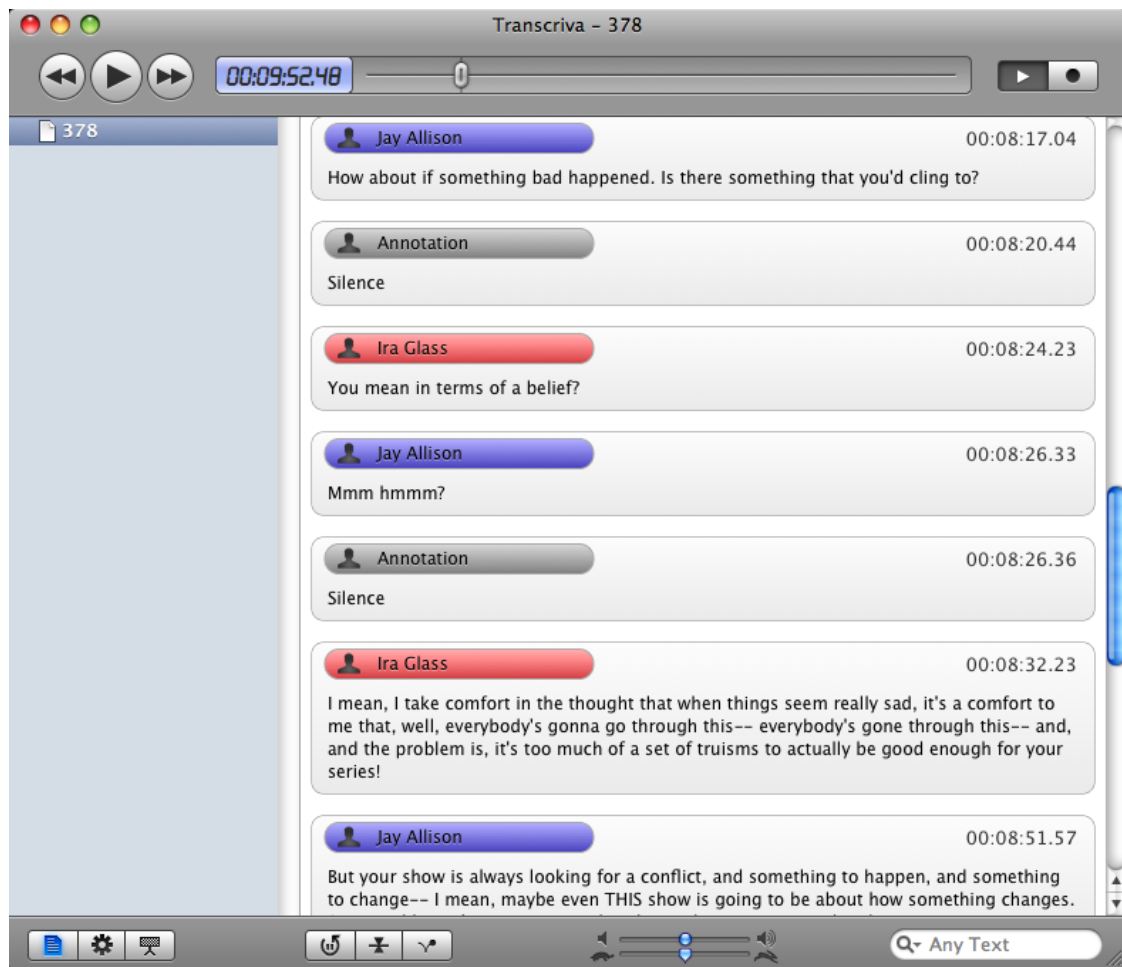 Transcriva – 378
00:09:52.48
378
Jay Allison 00:08:17.04
How about if something bad happened. Is there something that you'd cling to?
Annotation 00:08:20.44
Silence
Ira Glass 00:08:24.23
You mean in terms of a belief?
Jay Allison 00:08:26.33
Mmm hmmm?
Annotation 00:08:26.36
Silence
Ira Glass 00:08:32.23
I mean, I take comfort in the thought that when things seem really sad, it's a comfort to
me that, well, everybody's gonna go through this-- everybody's gone through this-- and,
and the problem is, it's too much of a set of truisms to actually be good enough for your
series!
Jay Allison 00:08:51.57
But your show is always looking for a conflict, and something to happen, and something
to change-- I mean, maybe even THIS show is going to be about how something changes.
Any Text